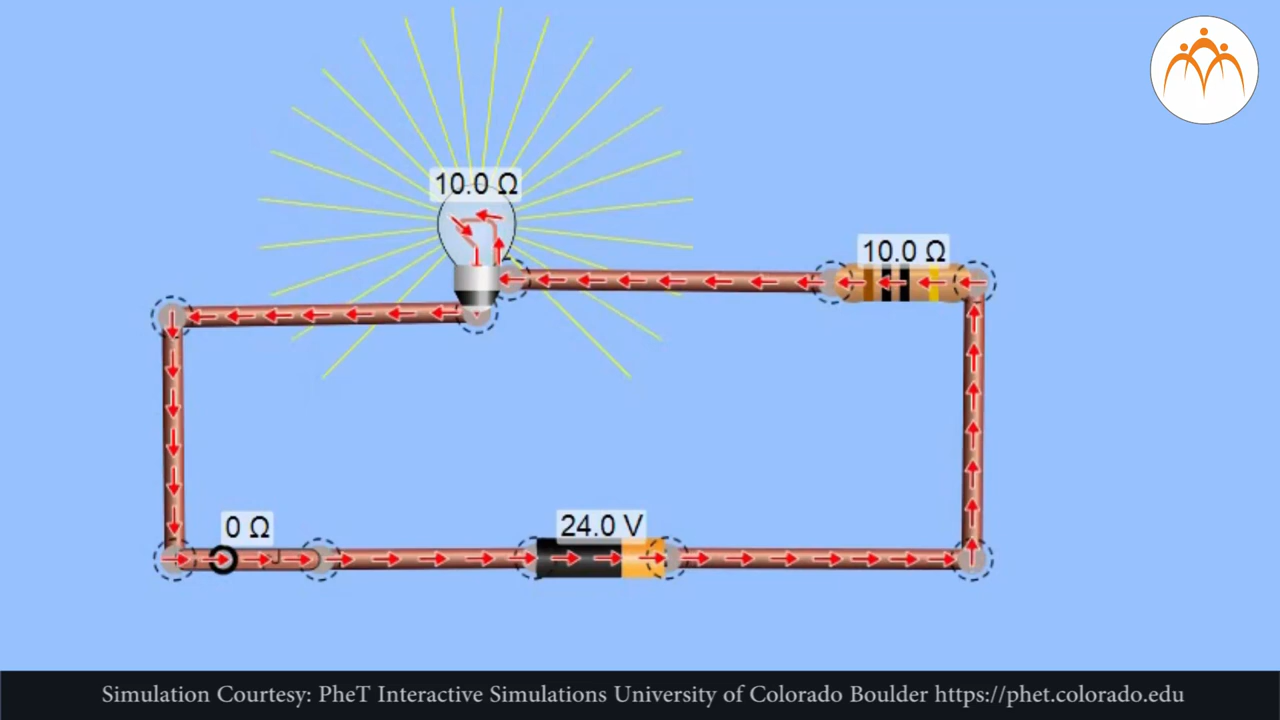 10.0 Ω
10.0 Ω
0 Ω
24.0 V
Simulation Courtesy: PheT Interactive Simulations University of Colorado Boulder https://phet.colorado.edu